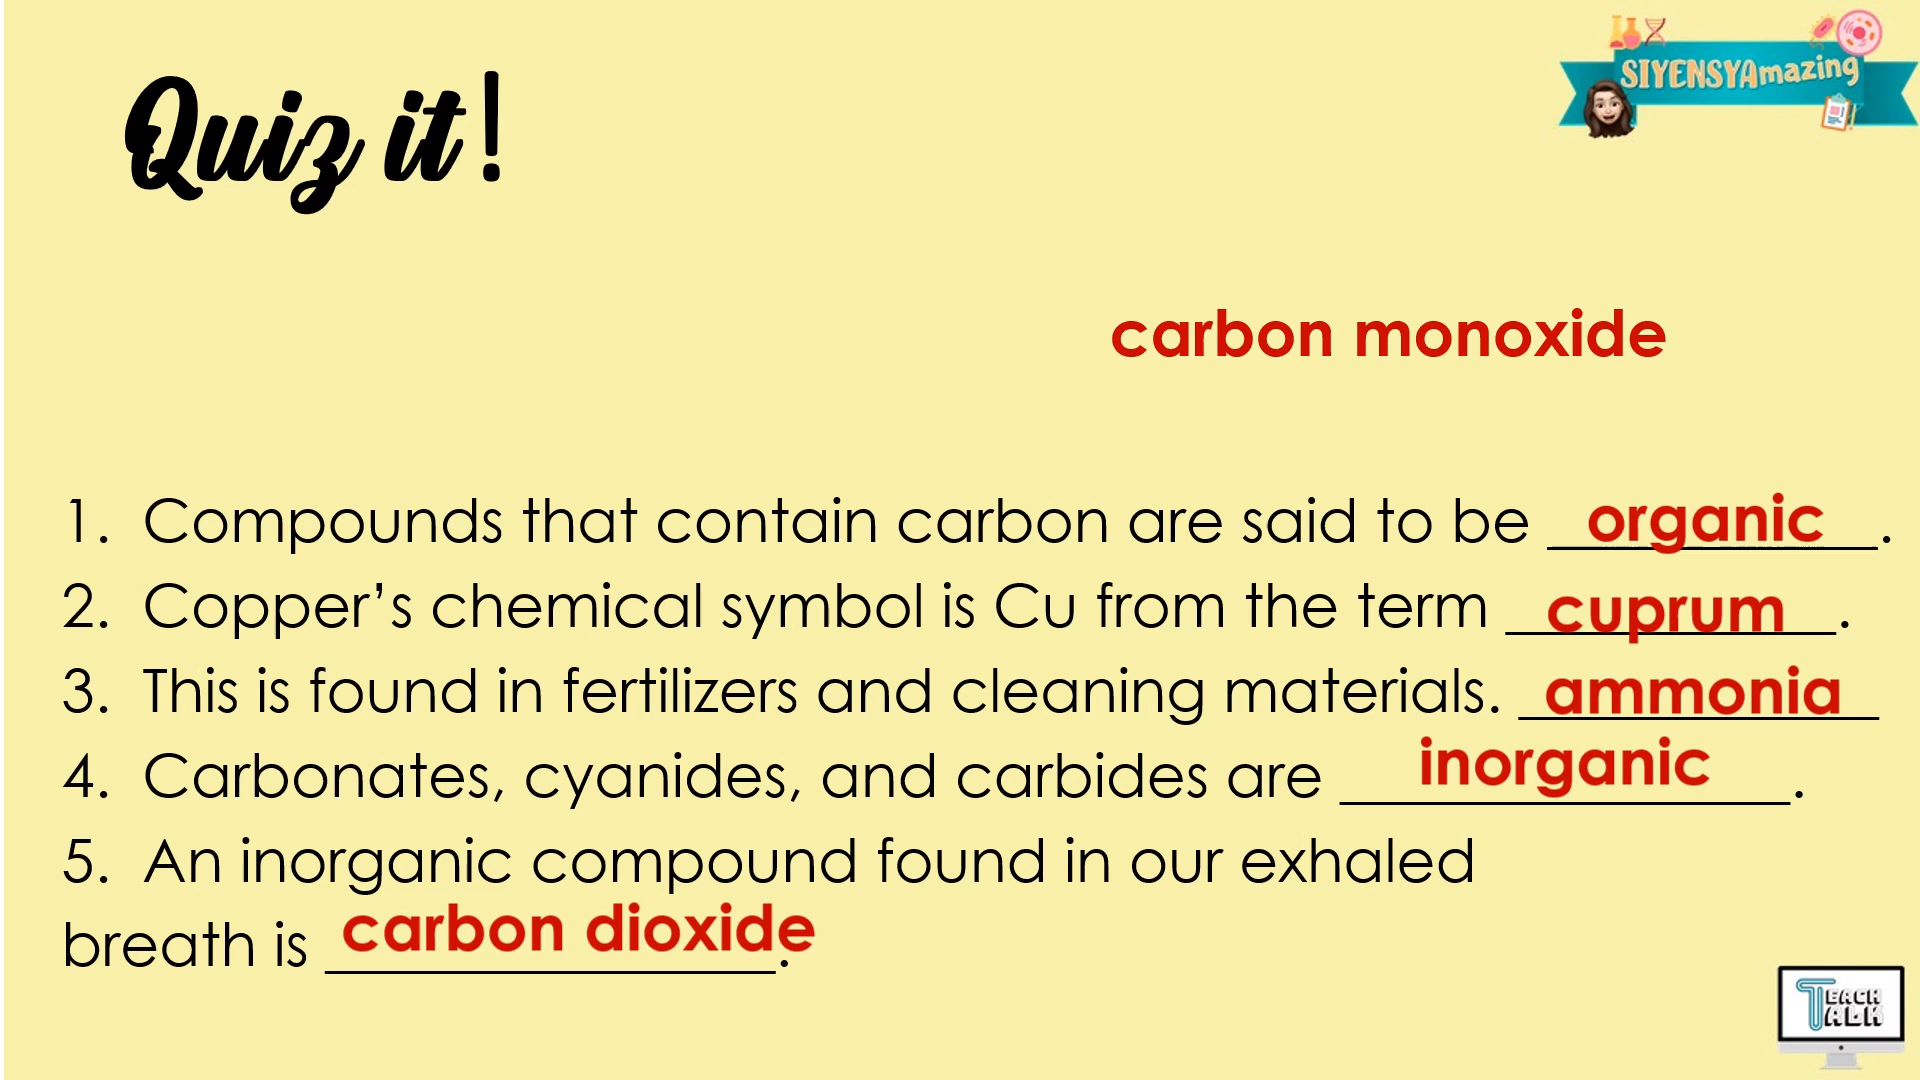 SIYENSYAmazing
Quiz it!
carbon monoxide
1. Compounds that contain carbon are said to be organic.
2. Copper’s chemical symbol is Cu from the term cuprum.
3. This is found in fertilizers and cleaning materials. ammonia
4. Carbonates, cyanides, and carbides are inorganic.
5. An inorganic compound found in our exhaled
breath is carbon dioxide.
TEACH
TALK